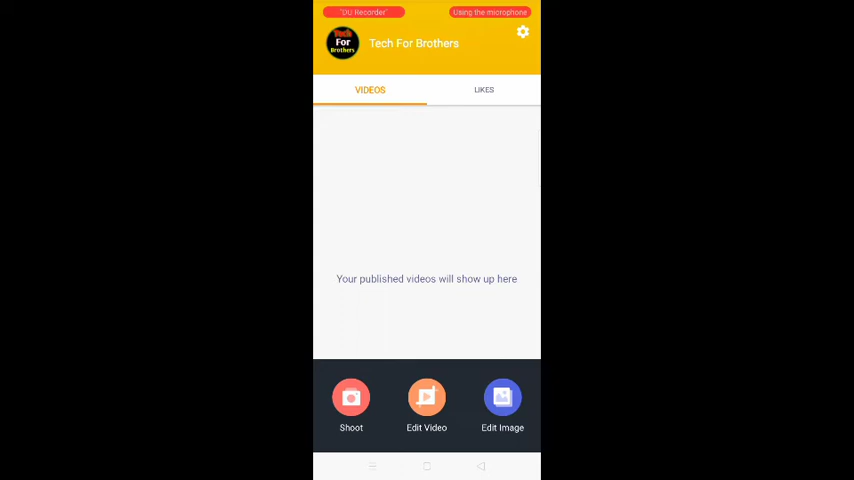 "DU Recorder" Using the microphone
Tech
For
Brothers
Tech For Brothers
VIDEOS LIKES
Your published videos will show up here
Shoot Edit Video Edit Image